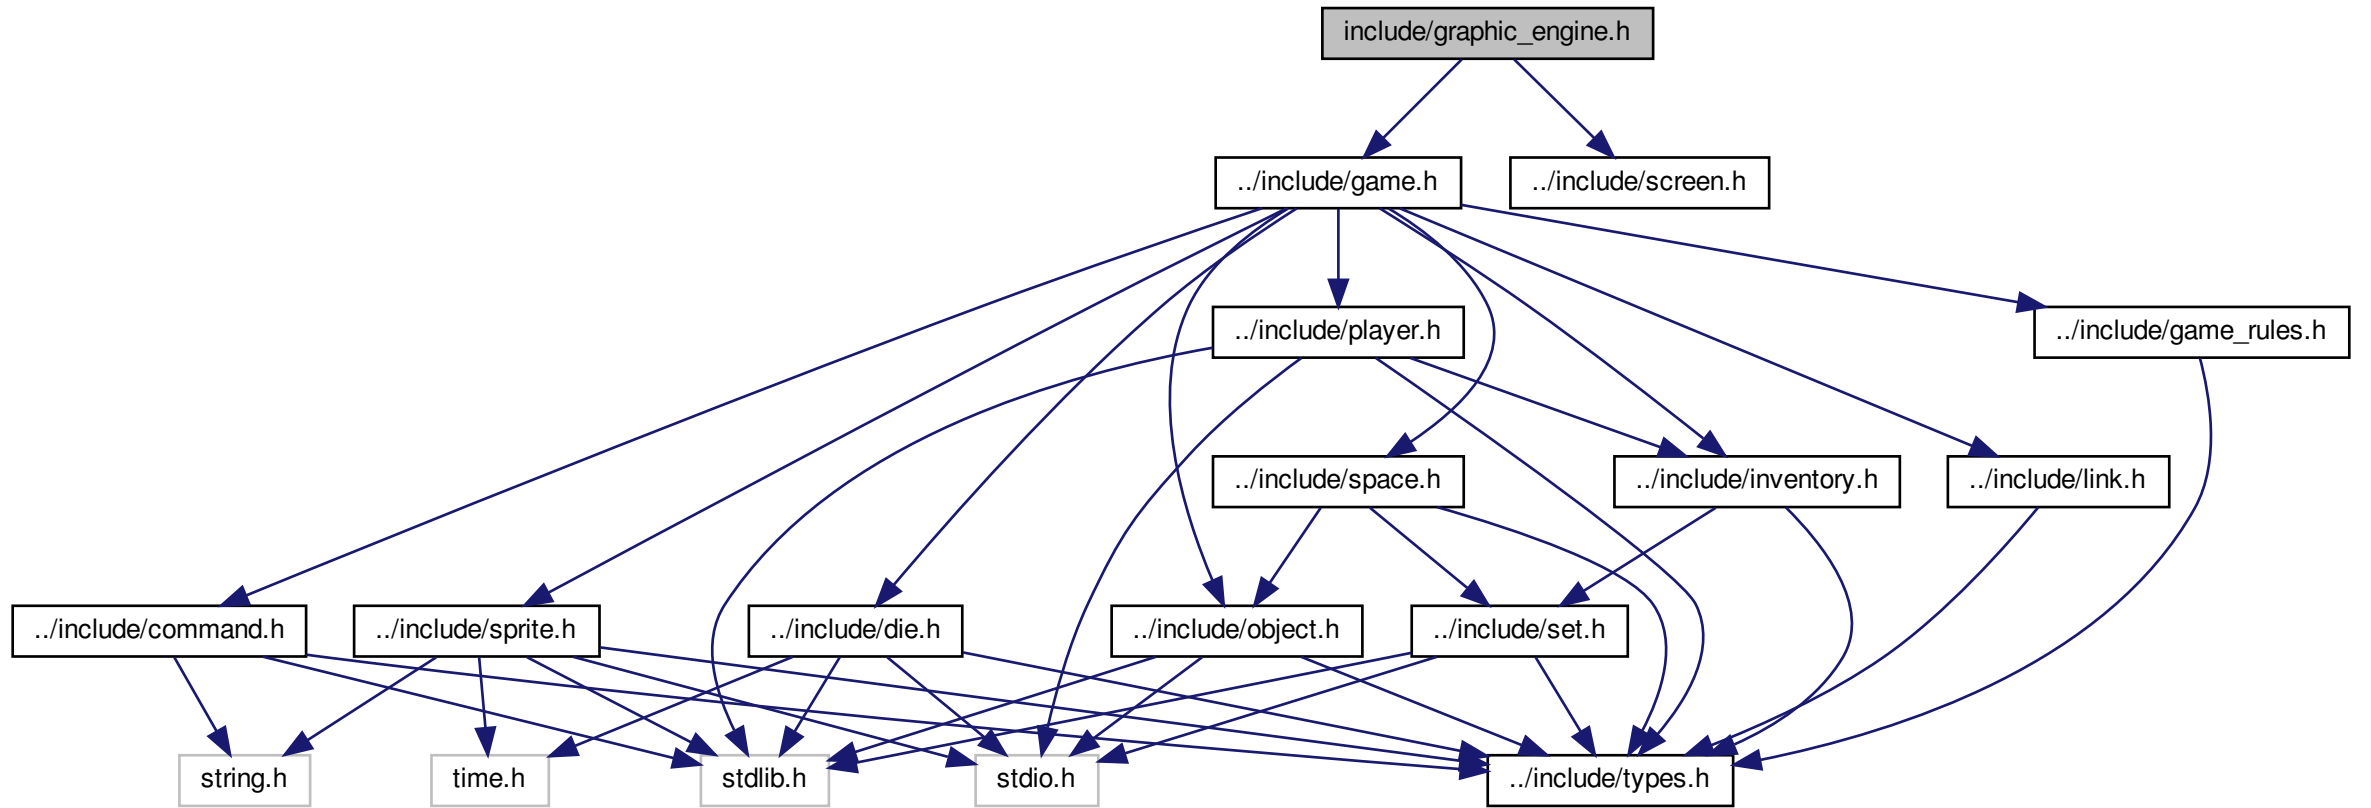 include/graphic_engine.h
../include/game.h
../include/screen.h
../include/player.h
../include/game_rules.h
../include/space.h
../include/inventory.h
../include/link.h
../include/command.h
../include/sprite.h
../include/die.h
../include/object.h
../include/set.h
string.h
time.h
stdlib.h
stdio.h
../include/types.h